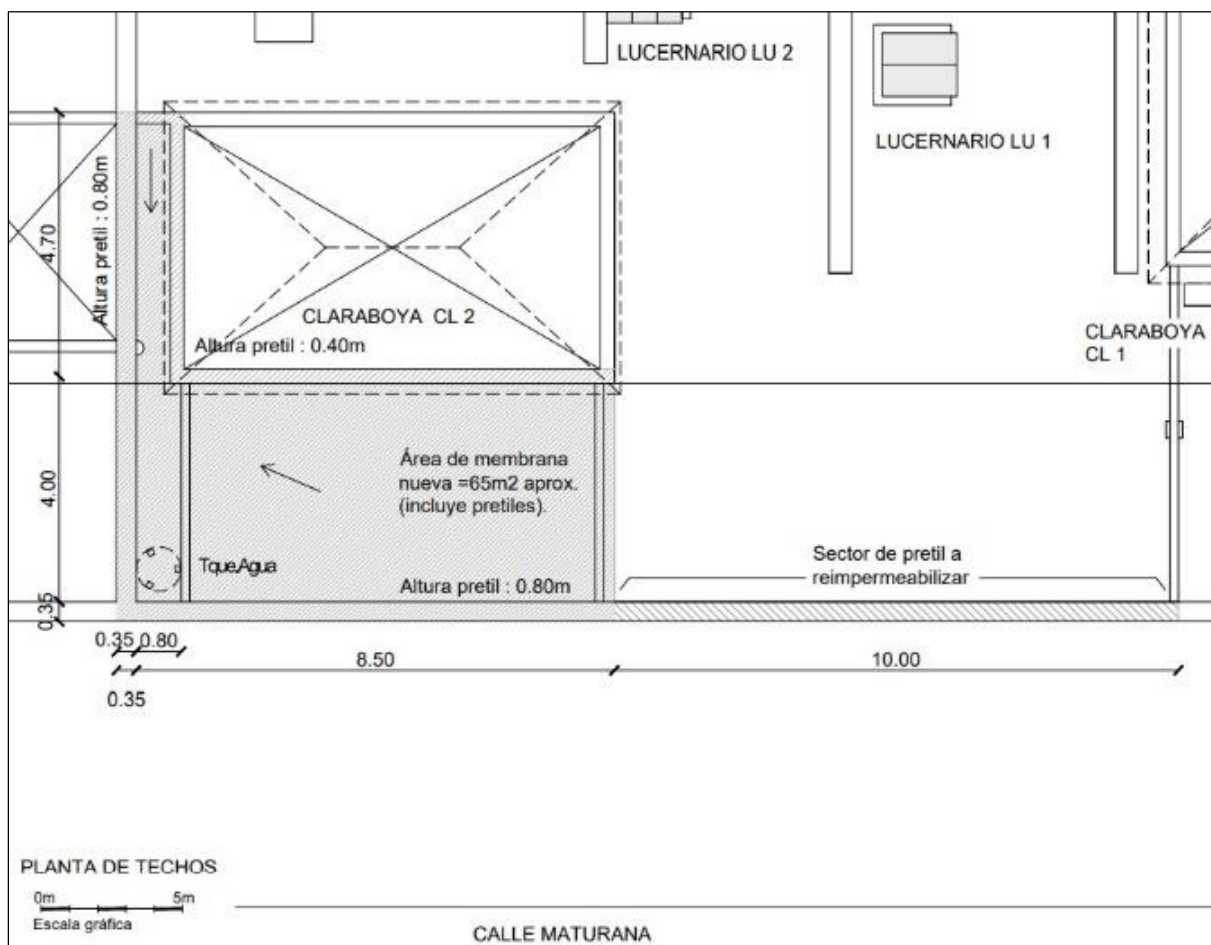 LUCERNARIO LU 2
LUCERNARIO LU 1
Altura pretil : 0.80m
4.70
CLARABOYA CL 2
Altura pretil : 0.40m
CLARABOYA
CL 1
4.00
Área de membrana
nueva =65m2 aprox.
(incluye pretiles).
Tque,Agua
Altura pretil : 0.80m
Sector de pretil a
reimpermeabilizar
0.35
0.35
0.80
8.50
10.00
0.35
PLANTA DE TECHOS
0m 5m
Escala gráfica
CALLE MATURANA